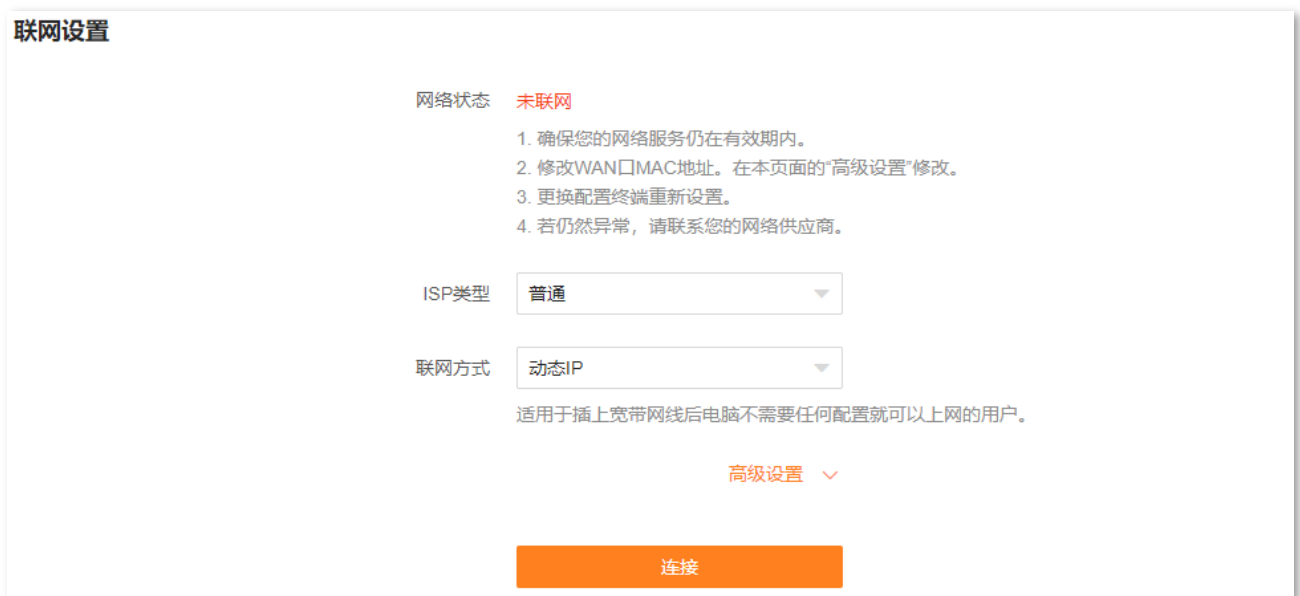 联网设置
网络状态 未联网
1. 确保您的网络服务仍在有效期内。
2. 修改WAN口MAC地址。在本页面的“高级设置”修改。
3. 更换配置终端重新设置。
4. 若仍然异常，请联系您的网络供应商。
ISP类型 普通
联网方式 动态IP
适用于插上宽带网线后电脑不需要任何配置就可以上网的用户。
高级设置
连接